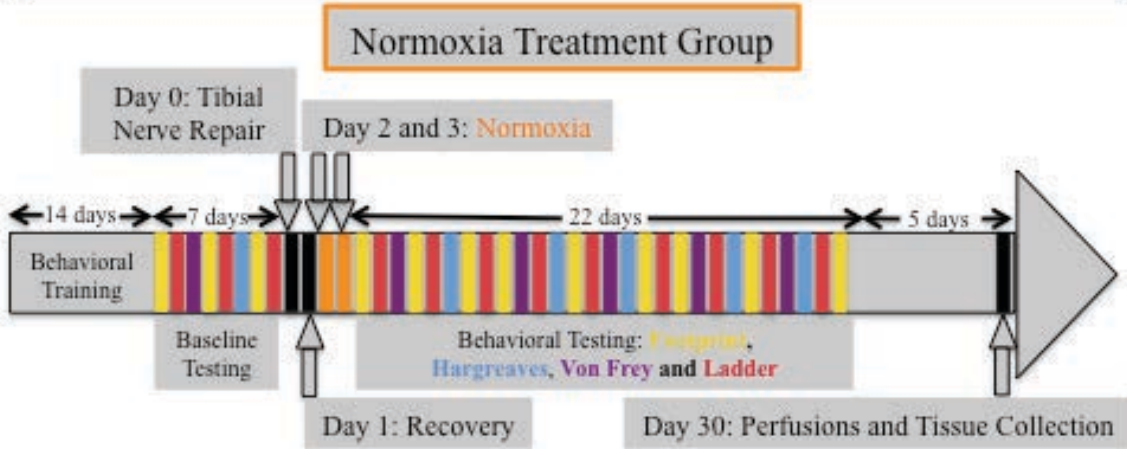 Normoxia Treatment Group
Day 0: Tibial
Nerve Repair
Day 2 and 3: Normoxia
14 days
7 days
22 days
5 days
Behavioral
Training
Baseline
Testing
Behavioral Testing: Footprint,
Hargreaves, Von Frey and Ladder
Day 1: Recovery
Day 30: Perfusions and Tissue Collection